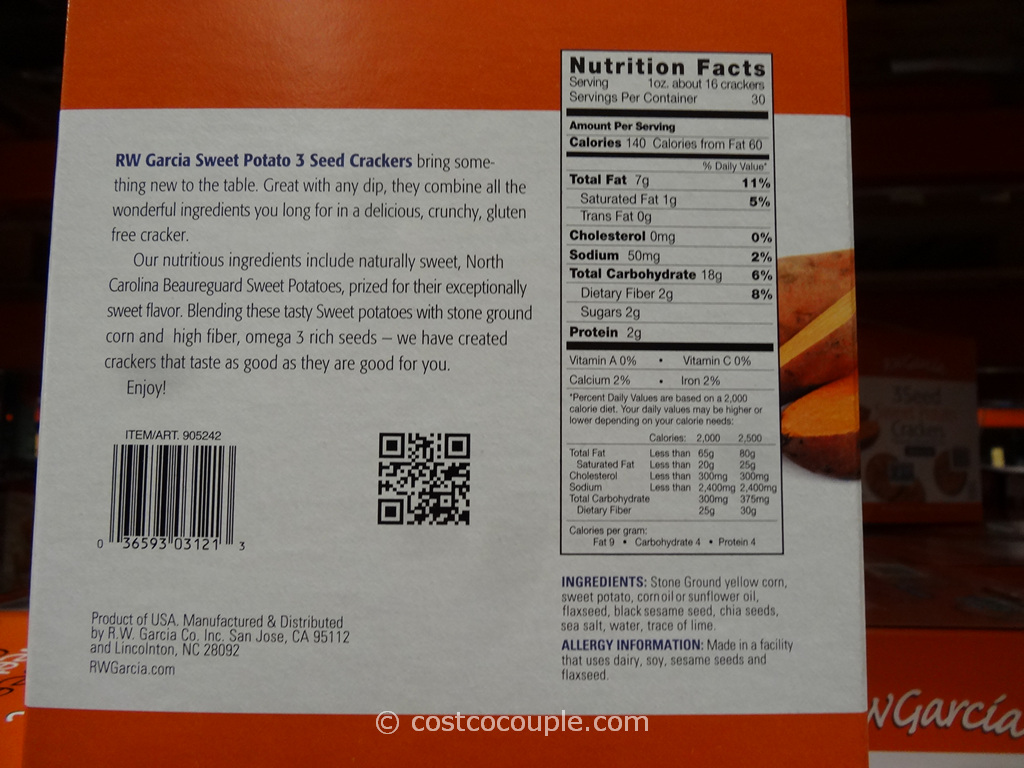 RW Garcia Sweet Potato 3 Seed Crackers bring some-
thing new to the table. Great with any dip, they combine all the
wonderful ingredients you long for in a delicious, crunchy, gluten
free cracker.
Our nutritious ingredients include naturally sweet, North
Carolina Beaureguard Sweet Potatoes, prized for their exceptionally
sweet flavor. Blending these tasty Sweet potatoes with stone ground
corn and high fiber, omega 3 rich seeds – we have created
crackers that taste as good as they are good for you.
Enjoy!
ITEM/ART. 905242
0 36593 03121 3
Product of USA. Manufactured & Distributed
by R.W. Garcia Co. Inc. San Jose, CA 95112
and Lincolnton, NC 28092
RWGarcia.com
Nutrition Facts
Serving 1oz. about 16 crackers
Servings Per Container 30
Amount Per Serving
Calories 140 Calories from Fat 60
% Daily Value*
Total Fat 7g 11%
Saturated Fat 1g 5%
Trans Fat 0g
Cholesterol 0mg 0%
Sodium 50mg 2%
Total Carbohydrate 18g 6%
Dietary Fiber 2g 8%
Sugars 2g
Protein 2g
Vitamin A 0% • Vitamin C 0%
Calcium 2% • Iron 2%
*Percent Daily Values are based on a 2,000
calorie diet. Your daily values may be higher or
lower depending on your calorie needs:
Calories: 2,000 2,500
Total Fat Less than 65g 80g
Saturated Fat Less than 20g 25g
Cholesterol Less than 300mg 300mg
Sodium Less than 2,400mg 2,400mg
Total Carbohydrate 300mg 375mg
Dietary Fiber 25g 30g
Calories per gram:
Fat 9 • Carbohydrate 4 • Protein 4
INGREDIENTS: Stone Ground yellow corn,
sweet potato, corn oil or sunflower oil,
flaxseed, black sesame seed, chia seeds,
sea salt, water, trace of lime.
ALLERGY INFORMATION: Made in a facility
that uses dairy, soy, sesame seeds and
flaxseed.
3 Seed
Crackers
wGarcia
© costcocouple.com